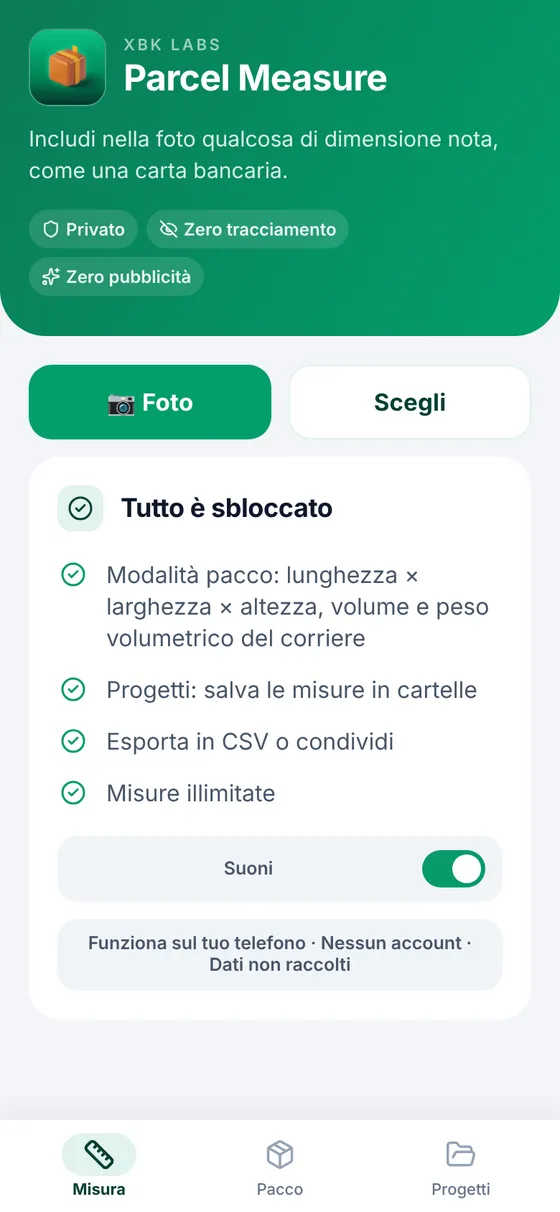 XBK LABS
Parcel Measure
Includi nella foto qualcosa di dimensione nota,
come una carta bancaria.
Privato
Zero tracciamento
Zero pubblicità
Foto
Scegli
Tutto è sbloccato
Modalità pacco: lunghezza ×
larghezza × altezza, volume e peso
volumetrico del corriere
Progetti: salva le misure in cartelle
Esporta in CSV o condividi
Misure illimitate
Suoni
Funziona sul tuo telefono · Nessun account ·
Dati non raccolti
Misura
Pacco
Progetti